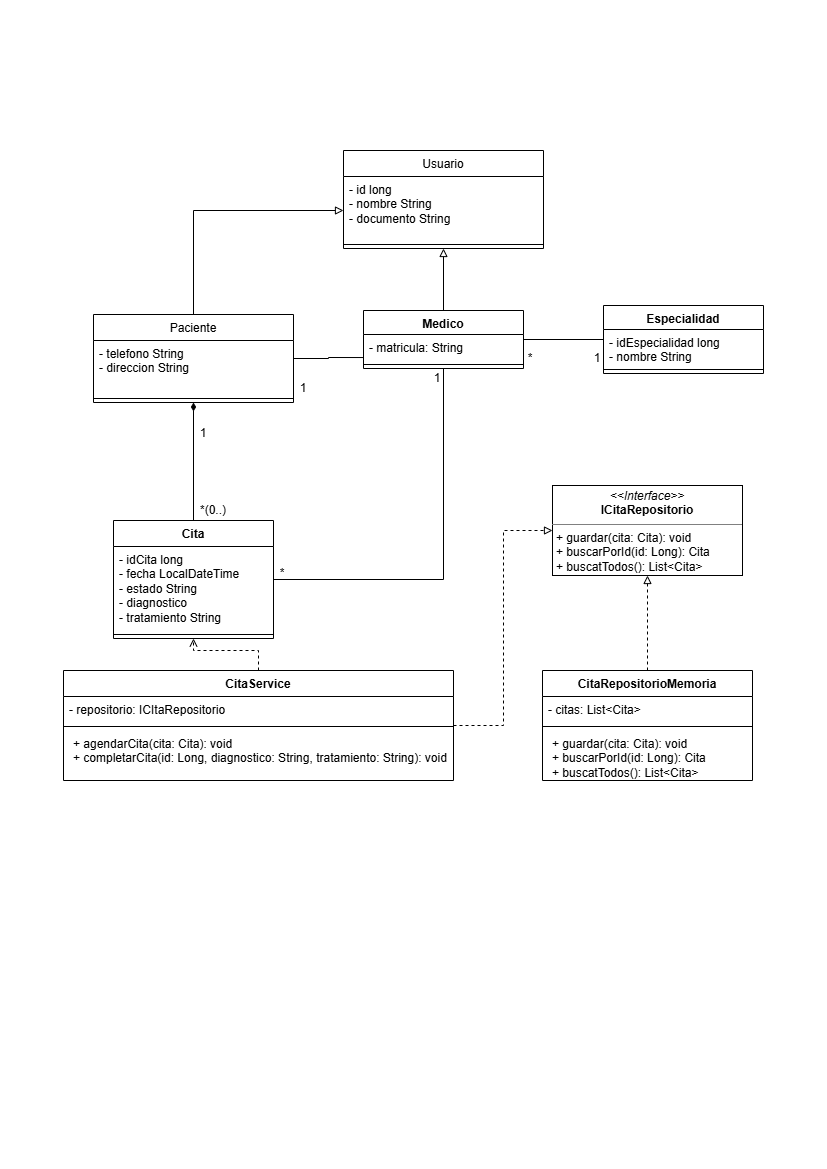 Usuario
- id long
- nombre String
- documento String
Paciente
- telefono String
- direccion String
Medico
- matricula: String
Especialidad
- idEspecialidad long
- nombre String
*
1
1
1
1
*(0..)
Cita
- idCita long
- fecha LocalDateTime
- estado String
- diagnostico
- tratamiento String
*
<<Interface>>
ICitaRepositorio
+ guardar(cita: Cita): void
+ buscarPorId(id: Long): Cita
+ buscatTodos(): List<Cita>
CitaService
- repositorio: ICItaRepositorio
+ agendarCita(cita: Cita): void
+ completarCita(id: Long, diagnostico: String, tratamiento: String): void
CitaRepositorioMemoria
- citas: List<Cita>
+ guardar(cita: Cita): void
+ buscarPorId(id: Long): Cita
+ buscatTodos(): List<Cita>